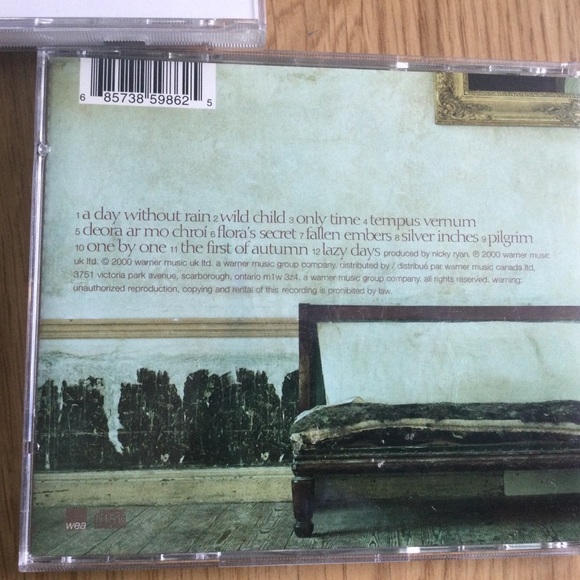 6 85738 59862 5
1 a day without rain 2 wild child 3 only time 4 tempus vernum
5 deora ar mo chroí 6 flora's secret 7 fallen embers 8 silver inches 9 pilgrim
10 one by one 11 the first of autumn 12 lazy days produced by nicky ryan. ℗ 2000 warner music
uk ltd. © 2000 warner music uk ltd. a warner music group company. distributed by / distribué par warner music canada ltd,
3751 victoria park avenue, scarborough, ontario m1w 3z4. a warner music group company. all rights reserved. warning:
unauthorized reproduction, copying and rental of this recording is prohibited by law.
wea